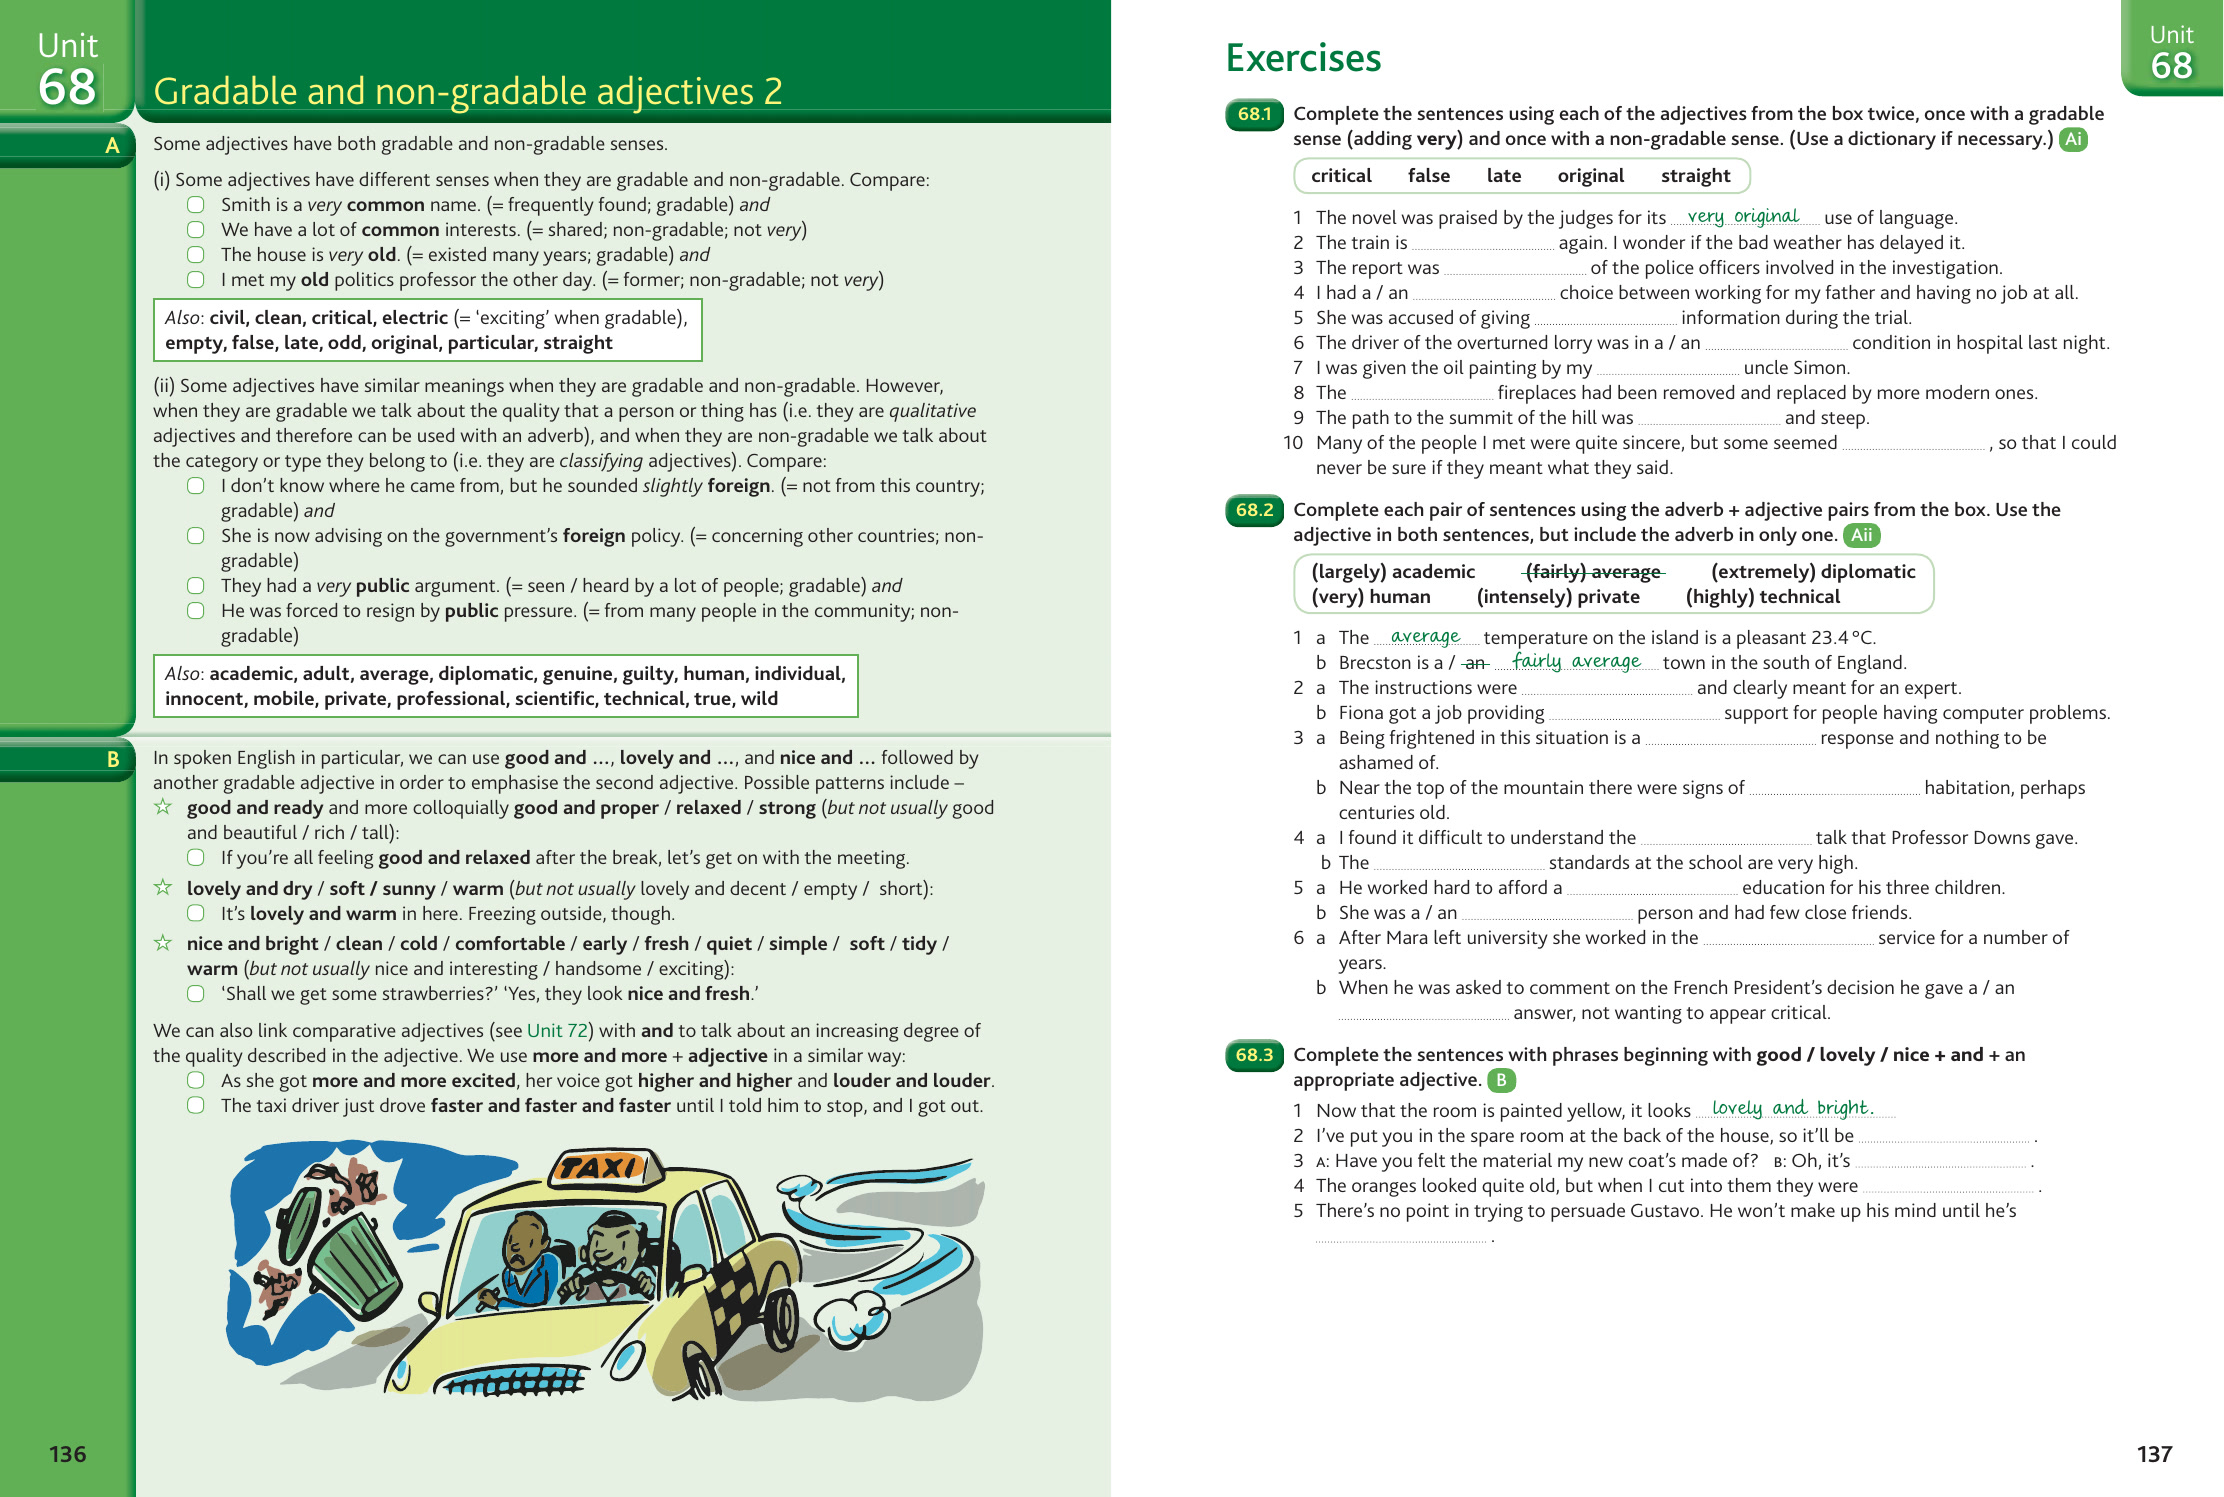 Unit
68
Gradable and non-gradable adjectives 2
A
Some adjectives have both gradable and non-gradable senses.
(i) Some adjectives have different senses when they are gradable and non-gradable. Compare:
Smith is a very common name. (= frequently found; gradable) and
We have a lot of common interests. (= shared; non-gradable; not very)
The house is very old. (= existed many years; gradable) and
I met my old politics professor the other day. (= former; non-gradable; not very)
Also: civil, clean, critical, electric (= ‘exciting’ when gradable),
empty, false, late, odd, original, particular, straight
(ii) Some adjectives have similar meanings when they are gradable and non-gradable. However,
when they are gradable we talk about the quality that a person or thing has (i.e. they are qualitative
adjectives and therefore can be used with an adverb), and when they are non-gradable we talk about
the category or type they belong to (i.e. they are classifying adjectives). Compare:
I don’t know where he came from, but he sounded slightly foreign. (= not from this country;
gradable) and
She is now advising on the government’s foreign policy. (= concerning other countries; non-
gradable)
They had a very public argument. (= seen / heard by a lot of people; gradable) and
He was forced to resign by public pressure. (= from many people in the community; non-
gradable)
Also: academic, adult, average, diplomatic, genuine, guilty, human, individual,
innocent, mobile, private, professional, scientific, technical, true, wild
B
In spoken English in particular, we can use good and …, lovely and …, and nice and … followed by
another gradable adjective in order to emphasise the second adjective. Possible patterns include –
☆ good and ready and more colloquially good and proper / relaxed / strong (but not usually good
and beautiful / rich / tall):
If you’re all feeling good and relaxed after the break, let’s get on with the meeting.
☆ lovely and dry / soft / sunny / warm (but not usually lovely and decent / empty / short):
It’s lovely and warm in here. Freezing outside, though.
☆ nice and bright / clean / cold / comfortable / early / fresh / quiet / simple / soft / tidy /
warm (but not usually nice and interesting / handsome / exciting):
‘Shall we get some strawberries?’ ‘Yes, they look nice and fresh.’
We can also link comparative adjectives (see Unit 72) with and to talk about an increasing degree of
the quality described in the adjective. We use more and more + adjective in a similar way:
As she got more and more excited, her voice got higher and higher and louder and louder.
The taxi driver just drove faster and faster and faster until I told him to stop, and I got out.
TAXI
136
Exercises
Unit
68
68.1 Complete the sentences using each of the adjectives from the box twice, once with a gradable
sense (adding very) and once with a non-gradable sense. (Use a dictionary if necessary.) Ai
critical false late original straight
1 The novel was praised by the judges for its very original use of language.
2 The train is ........ again. I wonder if the bad weather has delayed it.
3 The report was ........ of the police officers involved in the investigation.
4 I had a / an ........ choice between working for my father and having no job at all.
5 She was accused of giving ........ information during the trial.
6 The driver of the overturned lorry was in a / an ........ condition in hospital last night.
7 I was given the oil painting by my ........ uncle Simon.
8 The ........ fireplaces had been removed and replaced by more modern ones.
9 The path to the summit of the hill was ........ and steep.
10 Many of the people I met were quite sincere, but some seemed ........ , so that I could
never be sure if they meant what they said.
68.2 Complete each pair of sentences using the adverb + adjective pairs from the box. Use the
adjective in both sentences, but include the adverb in only one. Aii
(largely) academic (fairly) average (extremely) diplomatic
(very) human (intensely) private (highly) technical
1 a The average temperature on the island is a pleasant 23.4 °C.
b Brecston is a / an fairly average town in the south of England.
2 a The instructions were ........ and clearly meant for an expert.
b Fiona got a job providing ........ support for people having computer problems.
3 a Being frightened in this situation is a ........ response and nothing to be
ashamed of.
b Near the top of the mountain there were signs of ........ habitation, perhaps
centuries old.
4 a I found it difficult to understand the ........ talk that Professor Downs gave.
b The ........ standards at the school are very high.
5 a He worked hard to afford a ........ education for his three children.
b She was a / an ........ person and had few close friends.
6 a After Mara left university she worked in the ........ service for a number of
years.
b When he was asked to comment on the French President’s decision he gave a / an
........ answer, not wanting to appear critical.
68.3 Complete the sentences with phrases beginning with good / lovely / nice + and + an
appropriate adjective. B
1 Now that the room is painted yellow, it looks lovely and bright.
2 I’ve put you in the spare room at the back of the house, so it’ll be ........ .
3 A: Have you felt the material my new coat’s made of? B: Oh, it’s ........ .
4 The oranges looked quite old, but when I cut into them they were ........ .
5 There’s no point in trying to persuade Gustavo. He won’t make up his mind until he’s
........ .
137